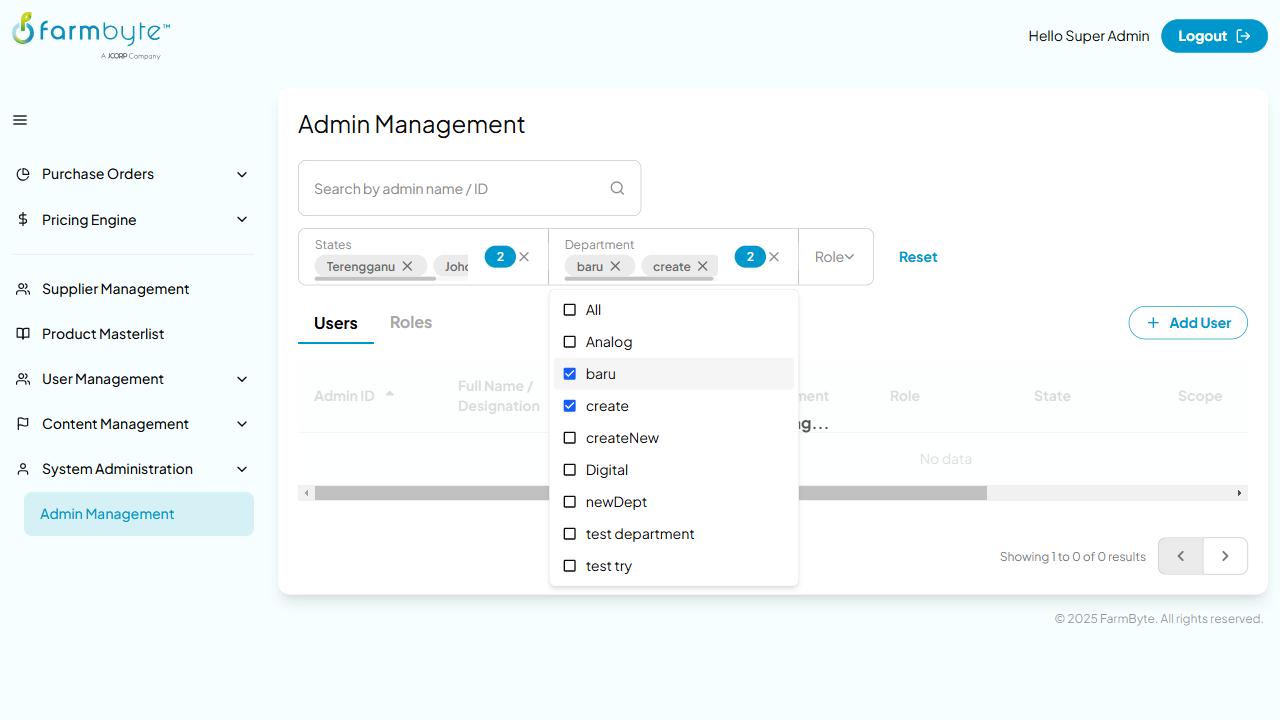 farmbyte™
A JCORP Company
Hello Super Admin
Logout
Admin Management
Purchase Orders
Pricing Engine
Supplier Management
Product Masterlist
User Management
Content Management
System Administration
Admin Management
Search by admin name / ID
States
Terengganu
Joho
2
Department
baru
create
2
Role
Reset
Users
Roles
Add User
All
Analog
baru
create
createNew
Digital
newDept
test department
test try
Admin ID
Full Name /
Designation
ment
Role
State
Scope
ng...
No data
Showing 1 to 0 of 0 results
© 2025 FarmByte. All rights reserved.